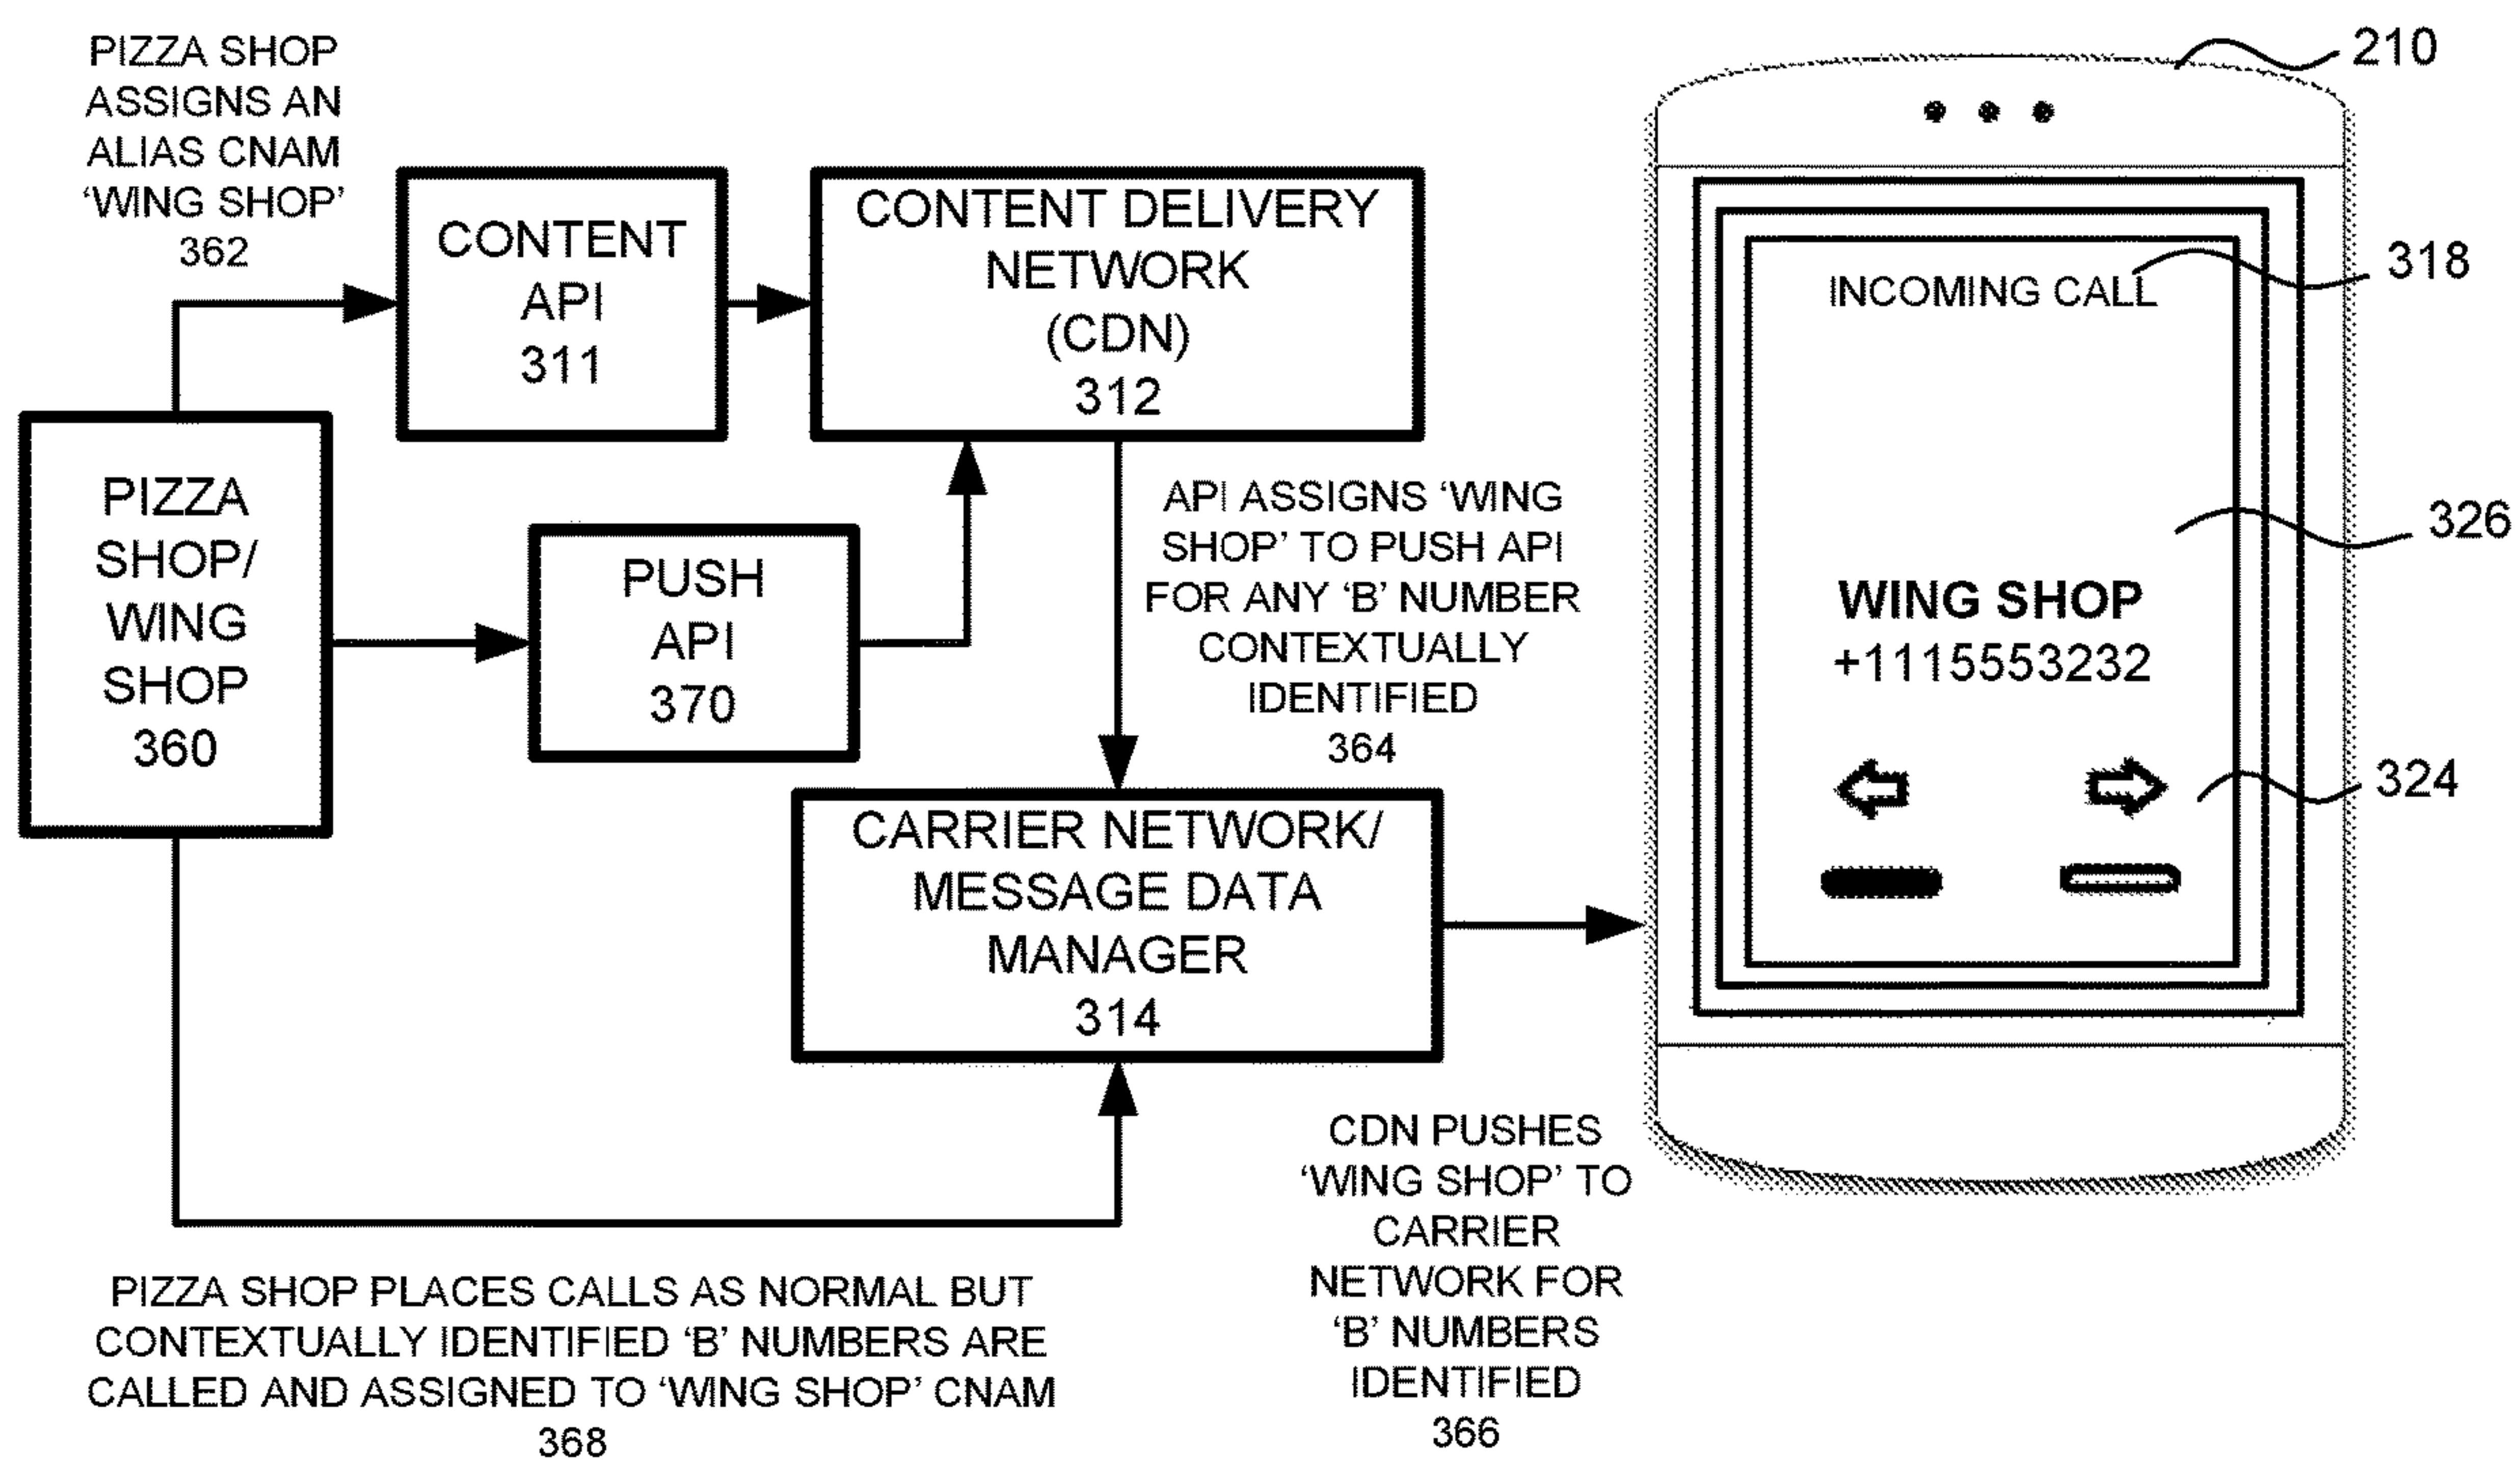 PIZZA SHOP
ASSIGNS AN
ALIAS CNAM
‘WING SHOP’
362
CONTENT
API
311
CONTENT DELIVERY
NETWORK
(CDN)
312
PIZZA
SHOP/
WING
SHOP
360
PUSH
API
370
API ASSIGNS ‘WING
SHOP’ TO PUSH API
FOR ANY ‘B’ NUMBER
CONTEXTUALLY
IDENTIFIED
364
CARRIER NETWORK/
MESSAGE DATA
MANAGER
314
PIZZA SHOP PLACES CALLS AS NORMAL BUT
CONTEXTUALLY IDENTIFIED ‘B’ NUMBERS ARE
CALLED AND ASSIGNED TO ‘WING SHOP’ CNAM
368
CDN PUSHES
‘WING SHOP’ TO
CARRIER
NETWORK FOR
‘B’ NUMBERS
IDENTIFIED
366
210
INCOMING CALL
318
326
WING SHOP
+1115553232
324